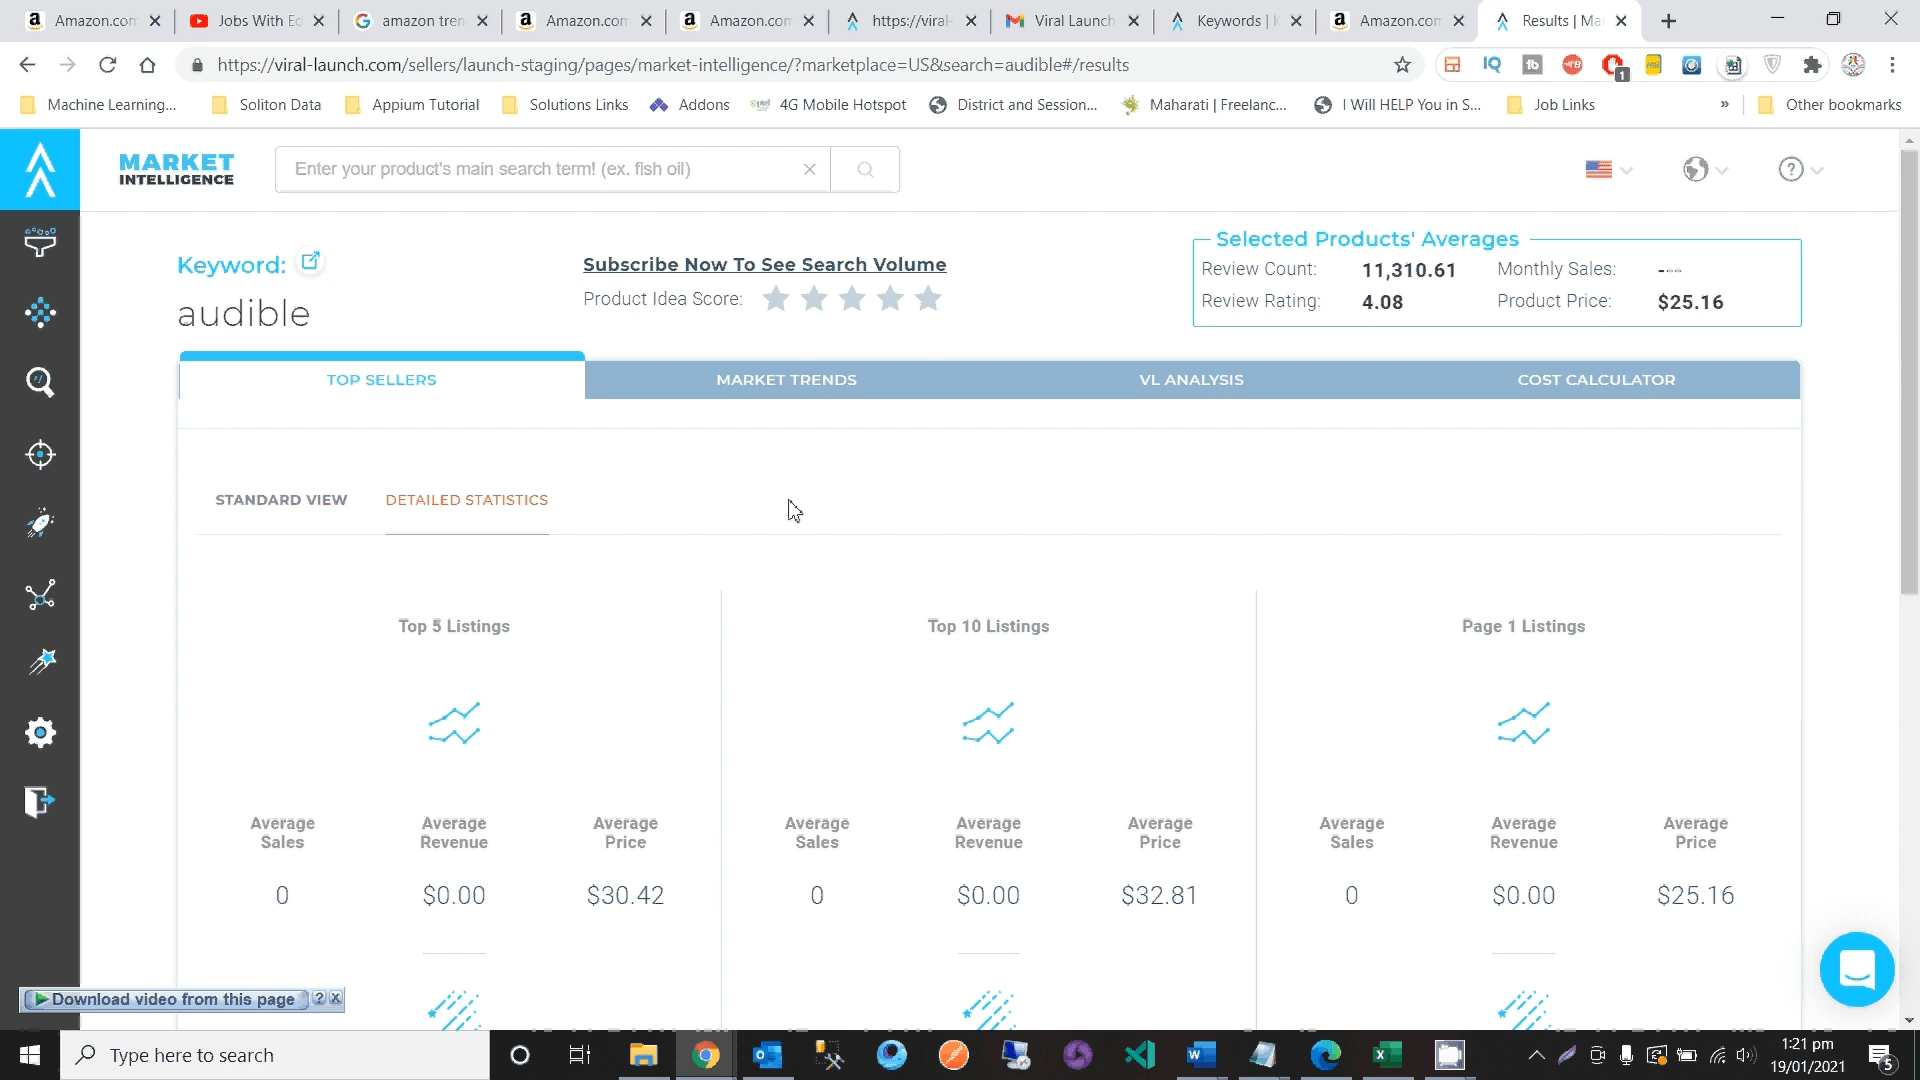 Amazon.com
Jobs With Ed
amazon tren
Amazon.com
Amazon.com
https://viral-
Viral Launch
Keywords | K
Amazon.com
Results | Ma
https://viral-launch.com/sellers/launch-staging/pages/market-intelligence/?marketplace=US&search=audible#/results
Machine Learning...
Soliton Data
Appium Tutorial
Solutions Links
Addons
4G Mobile Hotspot
District and Session...
Maharati | Freelanc...
I Will HELP You in S...
Job Links
»
Other bookmarks
MARKET
INTELLIGENCE
Enter your product's main search term! (ex. fish oil)
Keyword:
audible
Subscribe Now To See Search Volume
Product Idea Score:
Selected Products' Averages
Review Count: 11,310.61 Monthly Sales: ---
Review Rating: 4.08 Product Price: $25.16
TOP SELLERS
MARKET TRENDS
VL ANALYSIS
COST CALCULATOR
STANDARD VIEW
DETAILED STATISTICS
Top 5 Listings
Top 10 Listings
Page 1 Listings
Average Sales
Average Revenue
Average Price
Average Sales
Average Revenue
Average Price
Average Sales
Average Revenue
Average Price
0
$0.00
$30.42
0
$0.00
$32.81
0
$0.00
$25.16
Download video from this page
? x
Type here to search
1:21 pm
19/01/2021
5